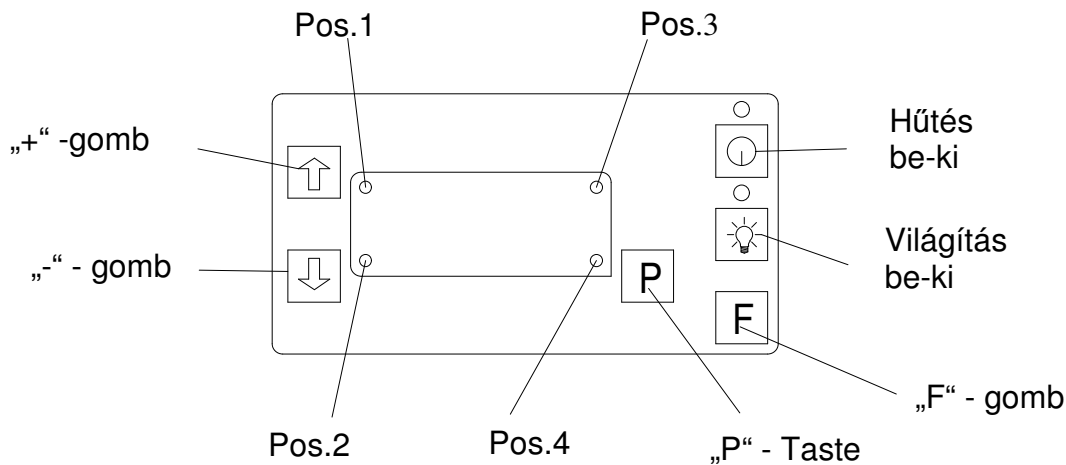 Pos.1
Pos.3
„+“ -gomb
Hűtés
be-ki
„-“ - gomb
Világítás
be-ki
P
F
„F“ - gomb
Pos.2
Pos.4
„P“ - Taste